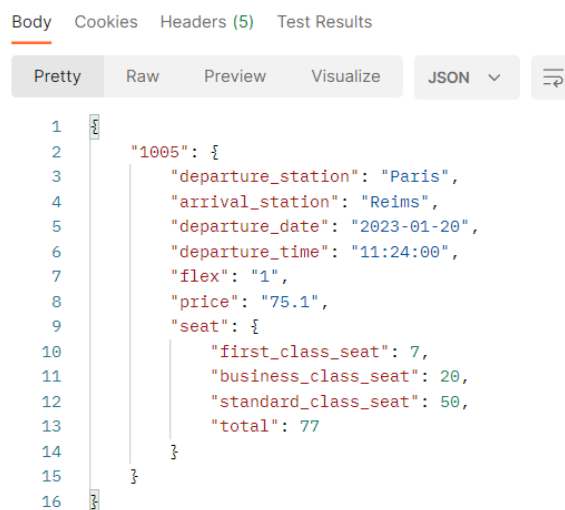 Body Cookies Headers (5) Test Results
Pretty Raw Preview Visualize JSON
1 {
2 "1005": {
3 "departure_station": "Paris",
4 "arrival_station": "Reims",
5 "departure_date": "2023-01-20",
6 "departure_time": "11:24:00",
7 "flex": "1",
8 "price": "75.1",
9 "seat": {
10 "first_class_seat": 7,
11 "business_class_seat": 20,
12 "standard_class_seat": 50,
13 "total": 77
14 }
15 }
16 }